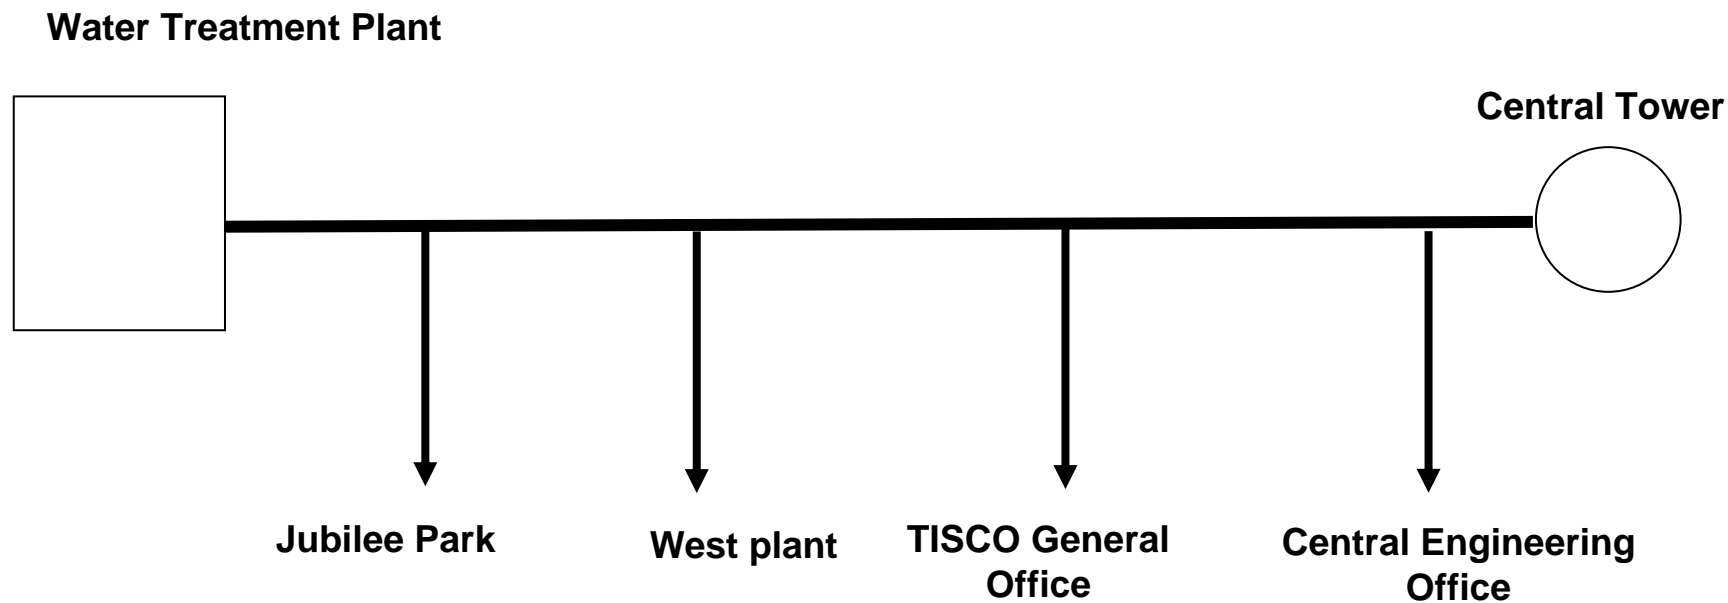 Water Treatment Plant
Central Tower
Jubilee Park
West plant
TISCO General
Office
Central Engineering
Office